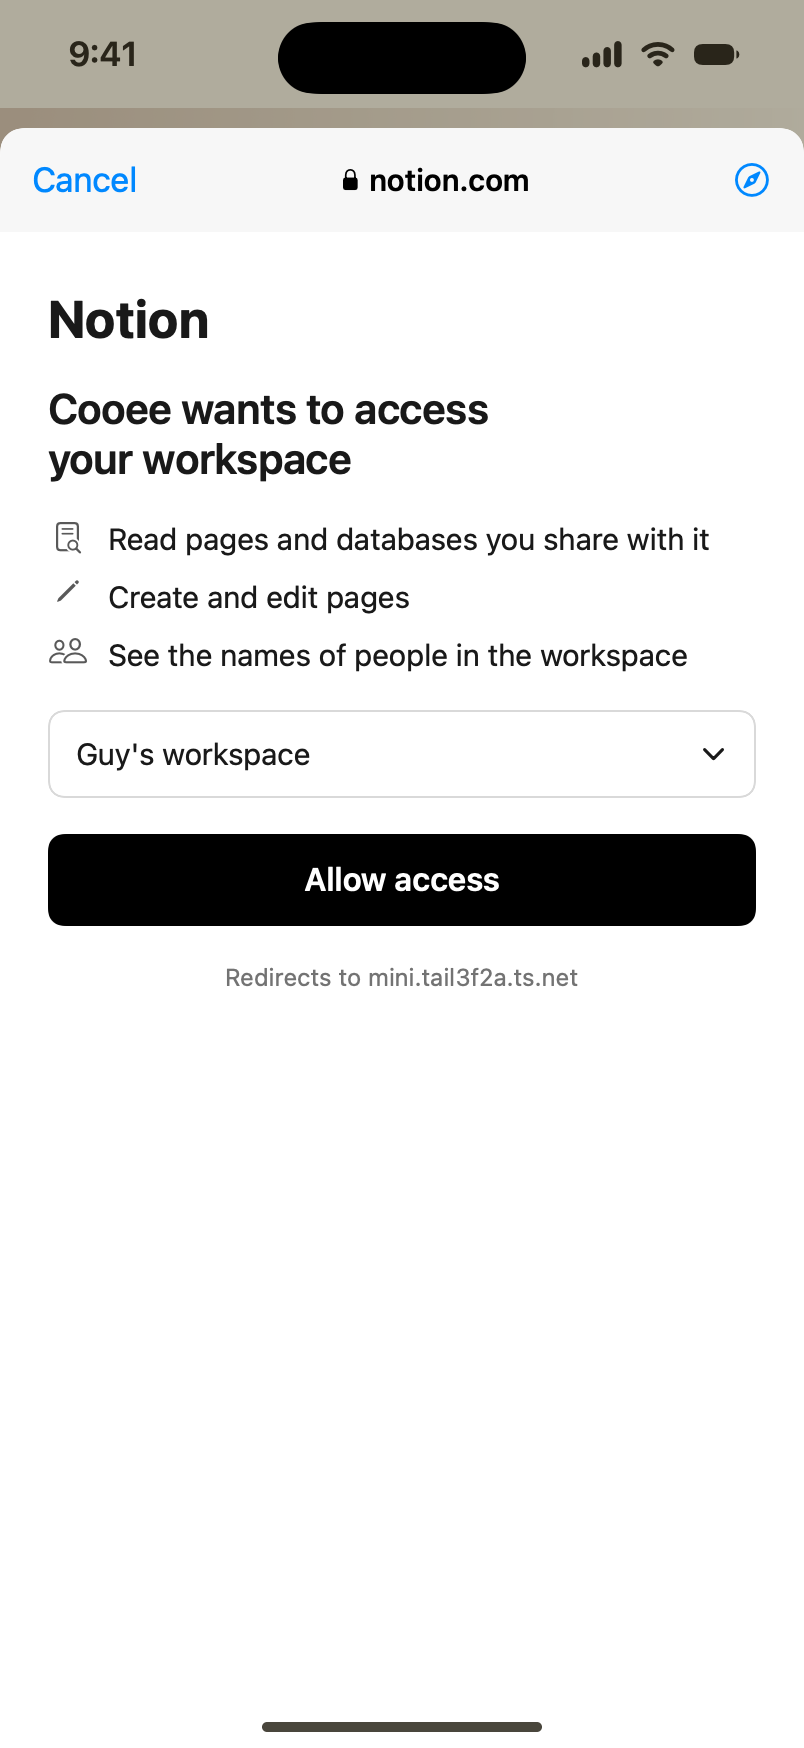 9:41
Cancel
notion.com
Notion
Cooee wants to access
your workspace
Read pages and databases you share with it
Create and edit pages
See the names of people in the workspace
Guy's workspace
Allow access
Redirects to mini.tail3f2a.ts.net